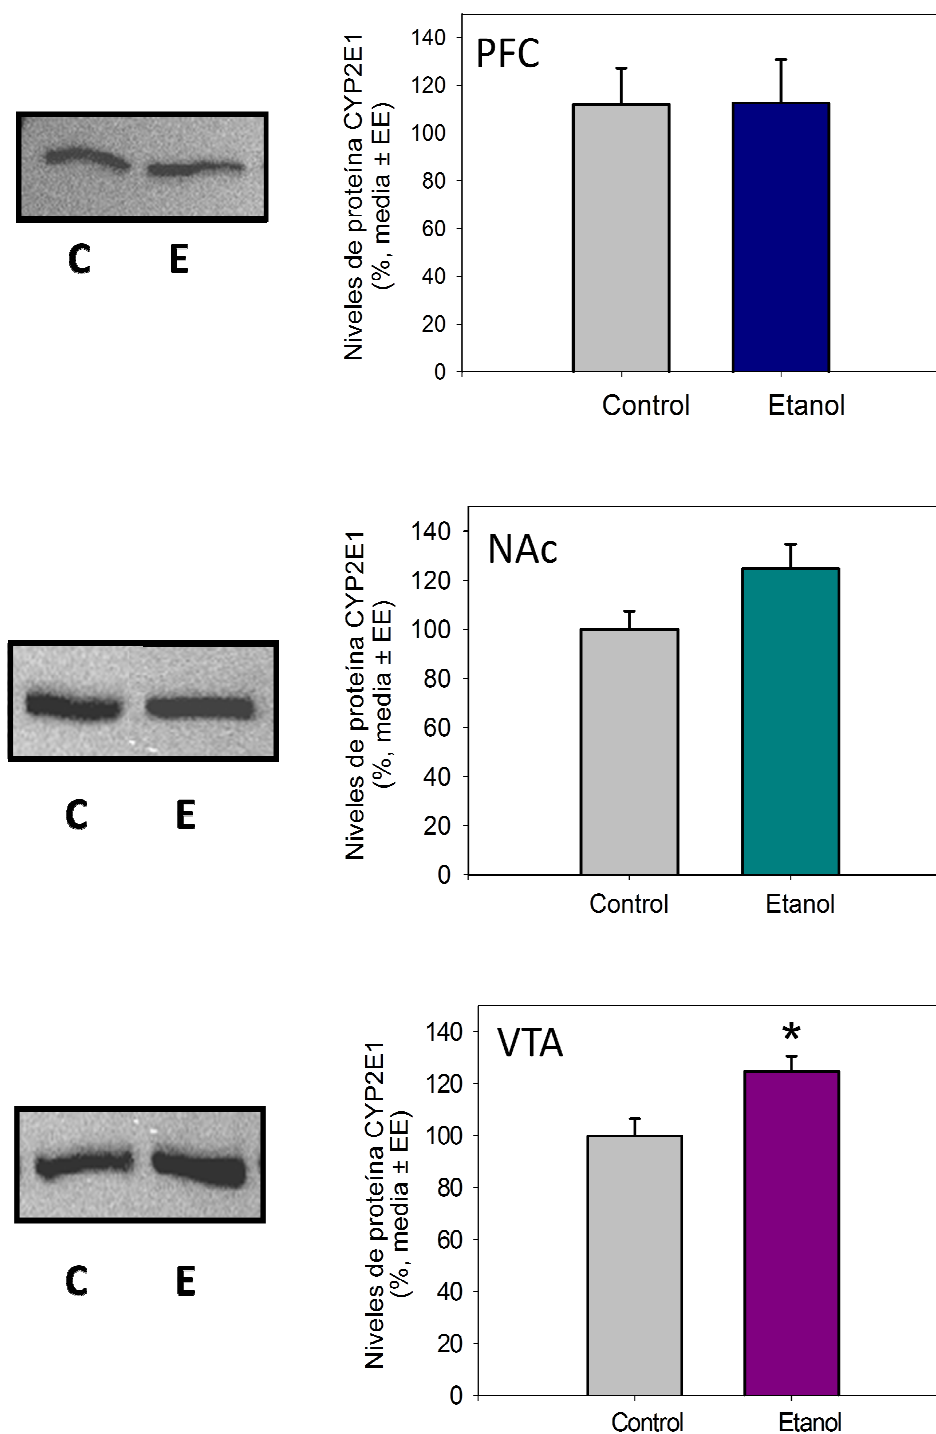 PFC
Niveles de proteína CYP2E1
(%, media ± EE)
140
120
100
80
60
40
20
0
Control Etanol
C E
NAc
Niveles de proteína CYP2E1
(%, media ± EE)
140
120
100
80
60
40
20
0
Control Etanol
C E
VTA
*
Niveles de proteína CYP2E1
(%, media ± EE)
140
120
100
80
60
40
20
0
Control Etanol
C E